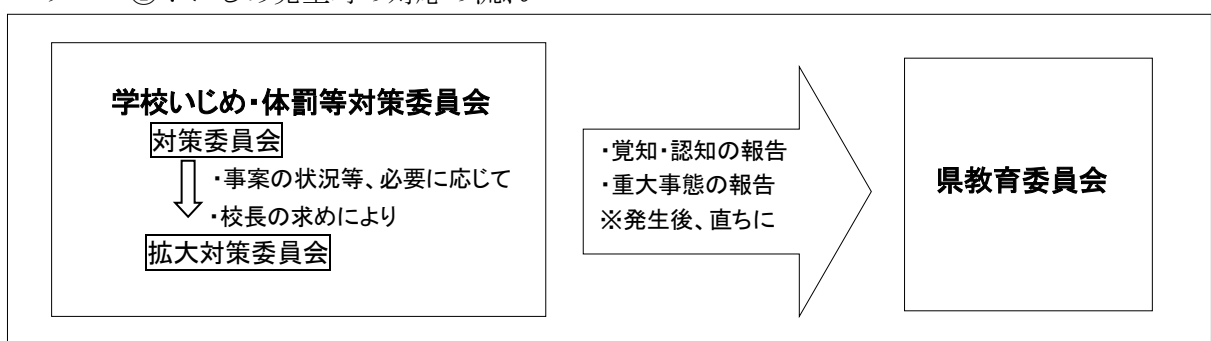 学校いじめ・体罰等対策委員会
対策委員会
・事案の状況等、必要に応じて
・校長の求めにより
拡大対策委員会
・覚知・認知の報告
・重大事態の報告
※発生後、直ちに
県教育委員会